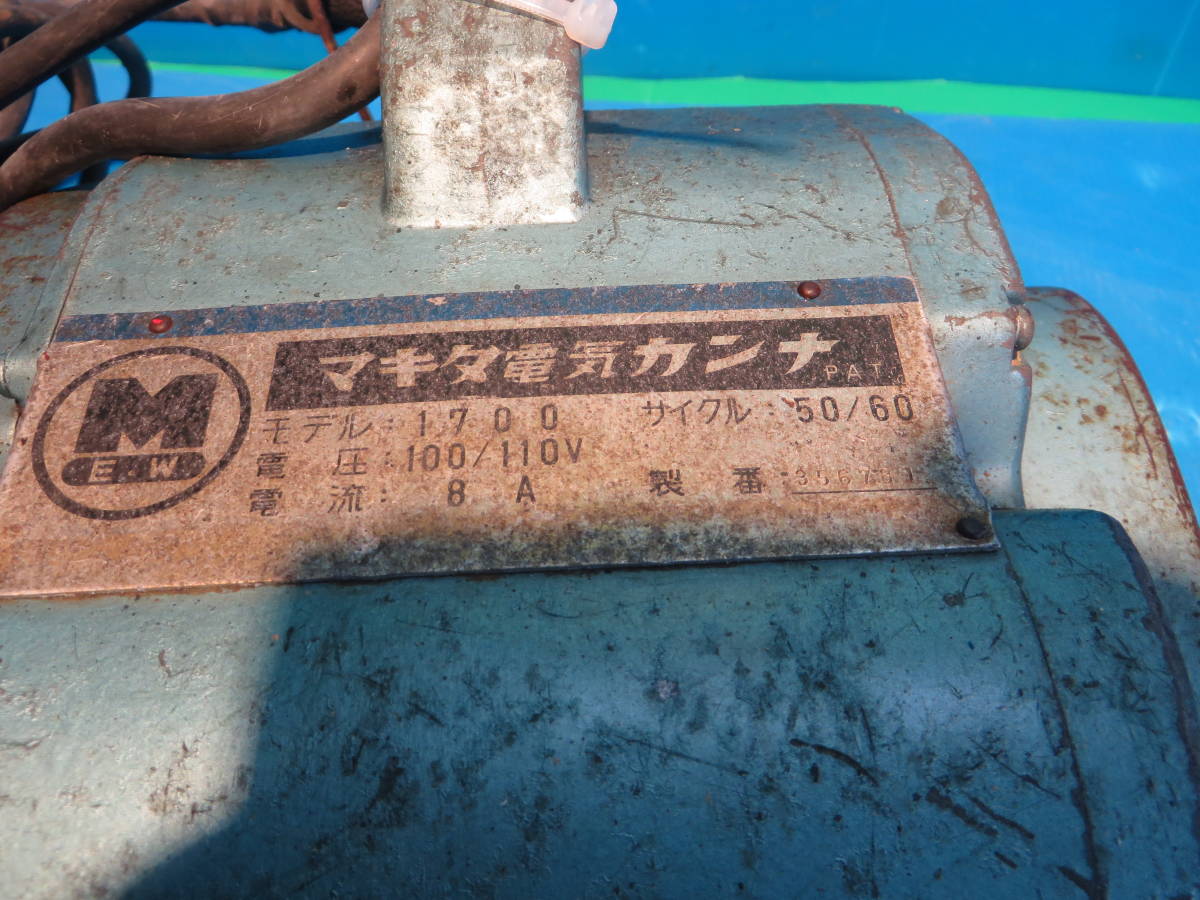 マキタ電気カンナ
PAT.
M
E.W
モデル: 1700 サイクル: 50/60
電圧: 100/110V
電流: 8 A 製番: